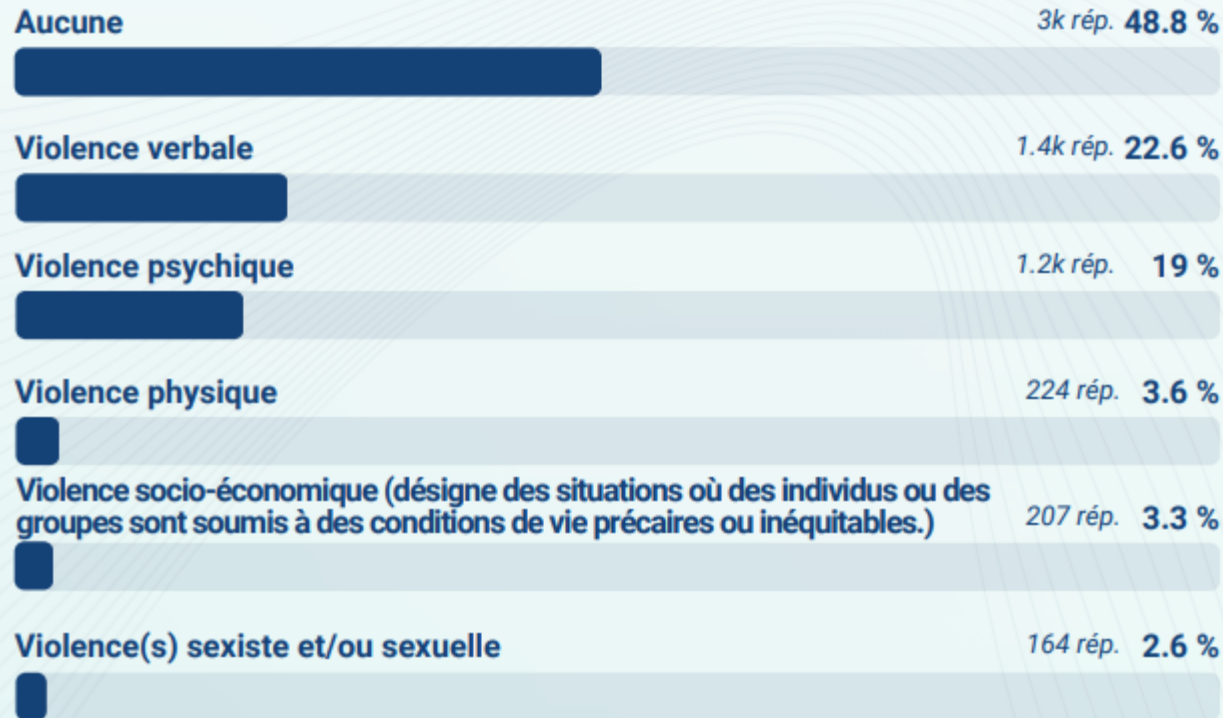 Aucune 3k rép. 48.8 %
Violence verbale 1.4k rép. 22.6 %
Violence psychique 1.2k rép. 19 %
Violence physique 224 rép. 3.6 %
Violence socio-économique (désigne des situations où des individus ou des
groupes sont soumis à des conditions de vie précaires ou inéquitables.) 207 rép. 3.3 %
Violence(s) sexiste et/ou sexuelle 164 rép. 2.6 %